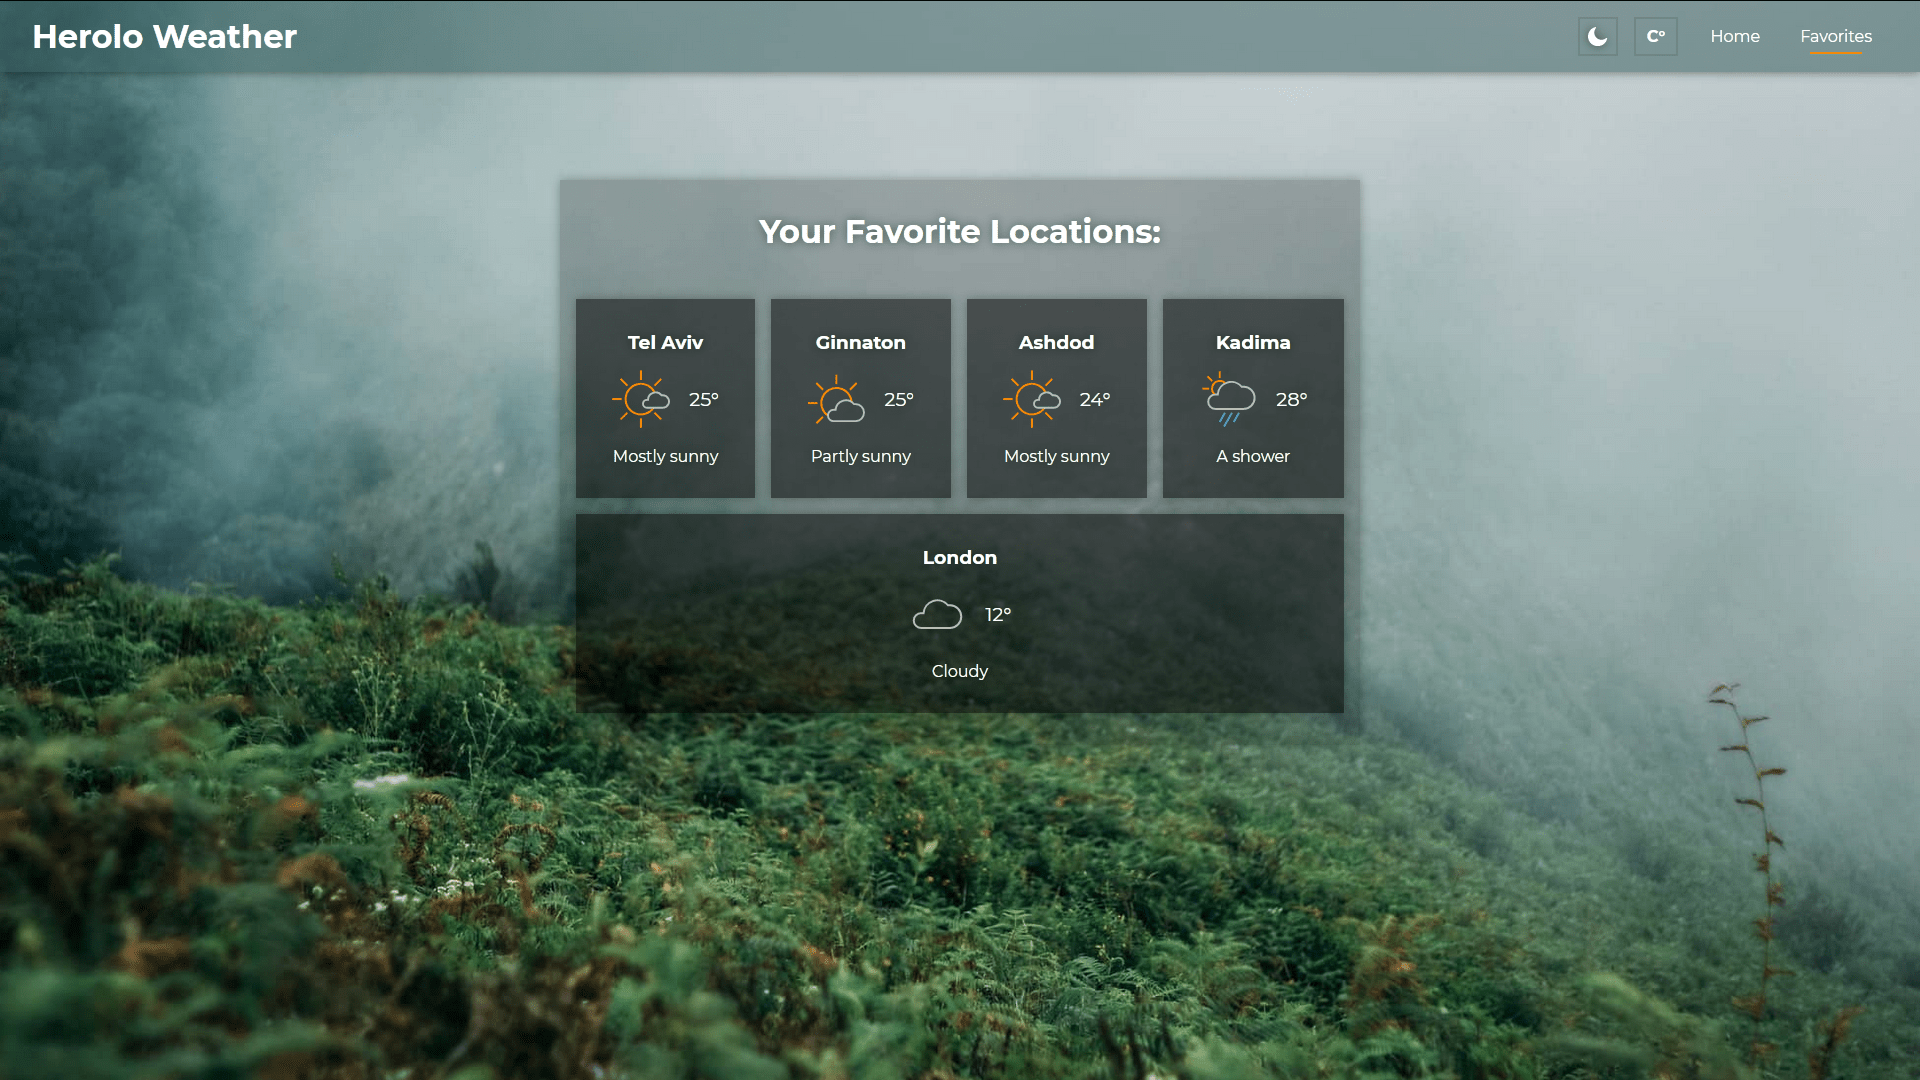 Herolo Weather
C°
Home
Favorites
Your Favorite Locations:
Tel Aviv
25°
Mostly sunny
Ginnaton
25°
Partly sunny
Ashdod
24°
Mostly sunny
Kadima
28°
A shower
London
12°
Cloudy